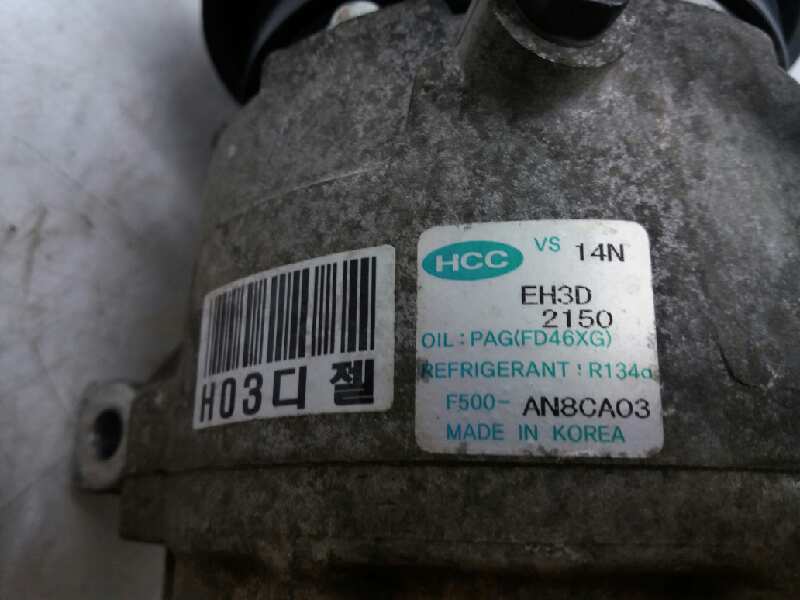 HCC VS 14N
EH3D
2150
OIL : PAG(FD46XG)
REFRIGERANT : R134a
F500- AN8CA03
MADE IN KOREA
H03디젤